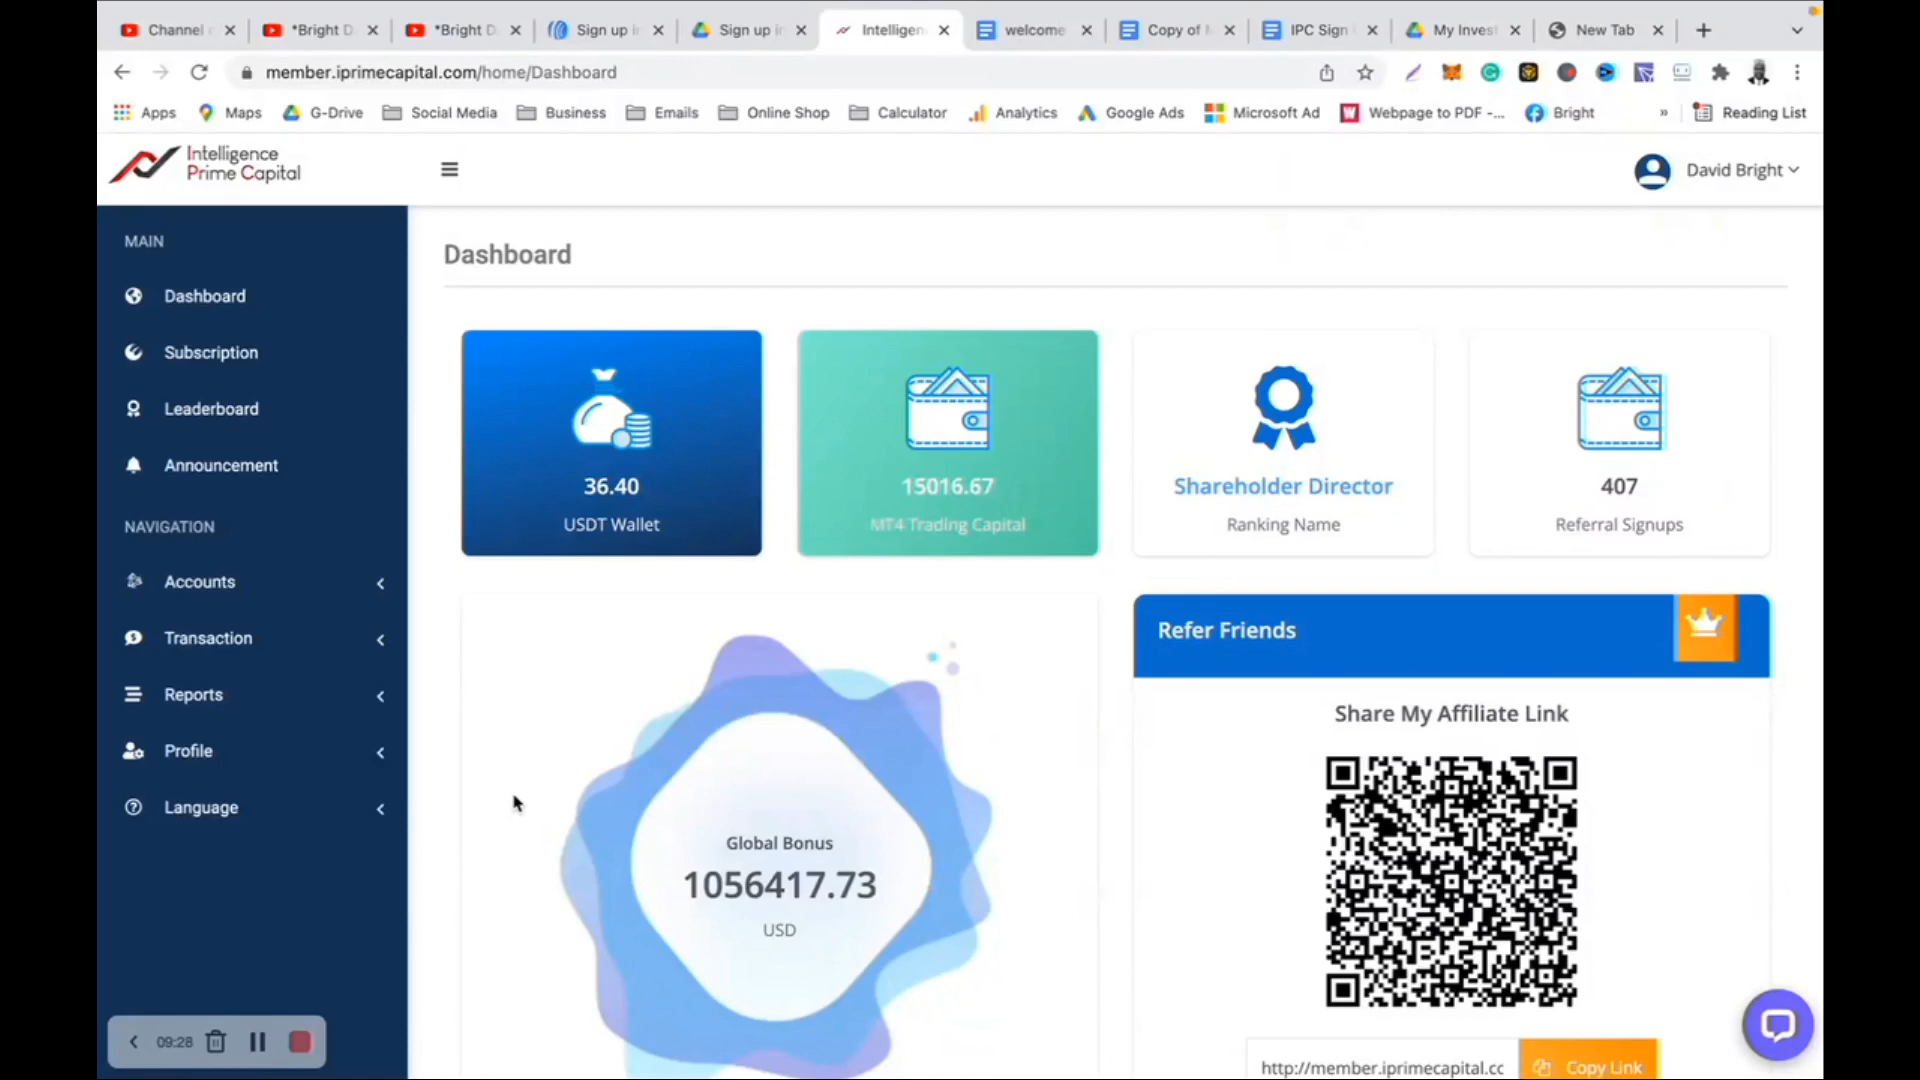 Channel
*Bright D
*Bright D
Sign up i
Sign up i
Intelligen
welcome
Copy of
IPC Sign
My Invest
New Tab
member.iprimecapital.com/home/Dashboard
Apps
Maps
G-Drive
Social Media
Business
Emails
Online Shop
Calculator
Analytics
Google Ads
Microsoft Ad
Webpage to PDF -...
Bright
»
Reading List
Intelligence
Prime Capital
David Bright
MAIN
Dashboard
Subscription
Leaderboard
Announcement
NAVIGATION
Accounts
Transaction
Reports
Profile
Language
09:28
Dashboard
36.40
USDT Wallet
15016.67
MT4 Trading Capital
Shareholder Director
Ranking Name
407
Referral Signups
Global Bonus
1056417.73
USD
Refer Friends
Share My Affiliate Link
http://member.iprimecapital.cc
Copy Link